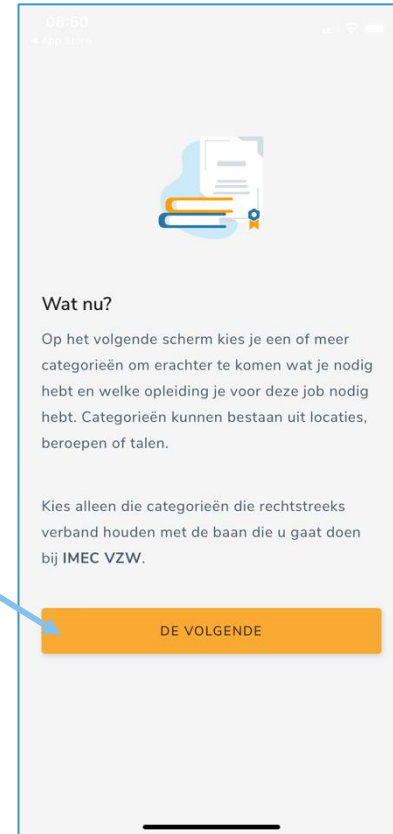 08:50
◂ App Store
Wat nu?
Op het volgende scherm kies je een of meer
categorieën om erachter te komen wat je nodig
hebt en welke opleiding je voor deze job nodig
hebt. Categorieën kunnen bestaan uit locaties,
beroepen of talen.
Kies alleen die categorieën die rechtstreeks
verband houden met de baan die u gaat doen
bij IMEC VZW.
DE VOLGENDE